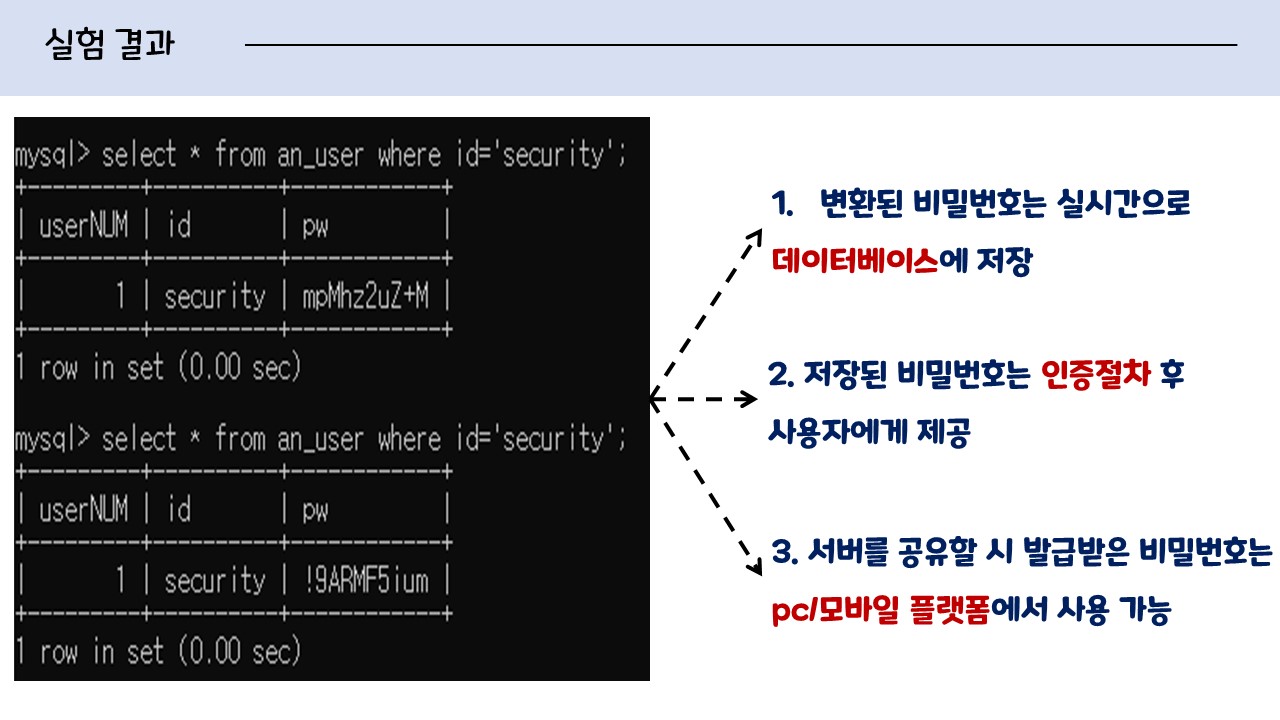 실험 결과
mysql> select * from an_user where id='security';
+---------+----------+------------+
| userNUM | id       | pw         |
+---------+----------+------------+
|       1 | security | mpMhz2uZ+M |
+---------+----------+------------+
1 row in set (0.00 sec)
mysql> select * from an_user where id='security';
+---------+----------+------------+
| userNUM | id       | pw         |
+---------+----------+------------+
|       1 | security | !9ARMF5ium |
+---------+----------+------------+
1 row in set (0.00 sec)
1. 변환된 비밀번호는 실시간으로
데이터베이스에 저장
2. 저장된 비밀번호는 인증절차 후
사용자에게 제공
3. 서버를 공유할 시 발급받은 비밀번호는
pc/모바일 플랫폼에서 사용 가능